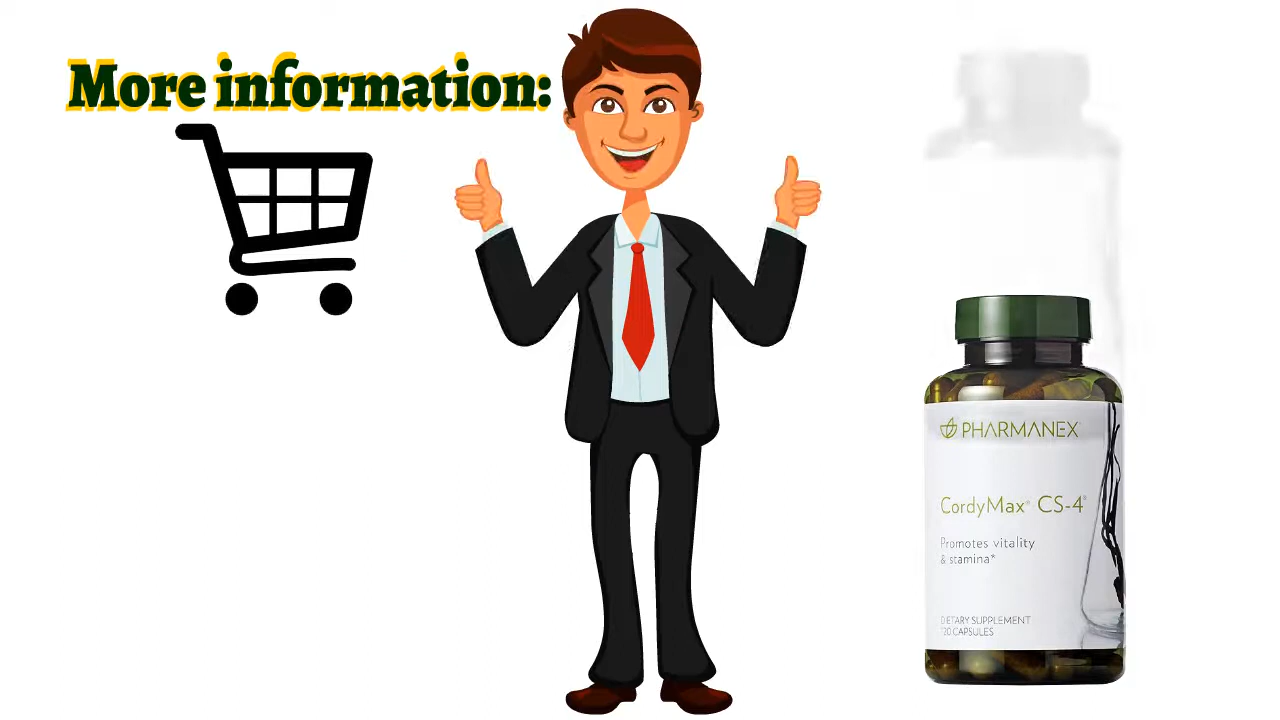 More information:
PHARMANEX
CordyMax® CS-4®
Promotes vitality
& stamina*
DIETARY SUPPLEMENT
120 CAPSULES